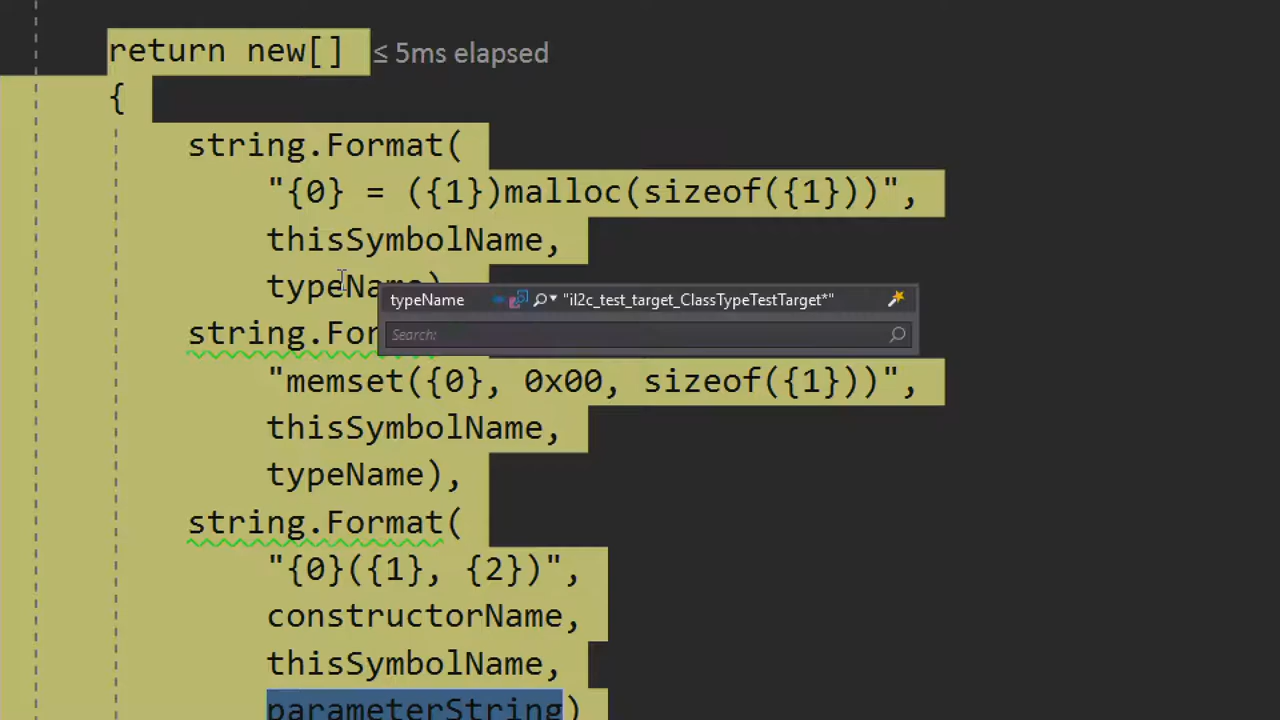 return new[] ≤ 5ms elapsed
{
string.Format(
"{0} = ({1})malloc(sizeof({1}))",
thisSymbolName,
typeName)
typeName "il2c_test_target_ClassTypeTestTarget*"
string.For
Search:
"memset({0}, 0x00, sizeof({1}))",
thisSymbolName,
typeName),
string.Format(
"{0}({1}, {2})",
constructorName,
thisSymbolName,
parameterString)